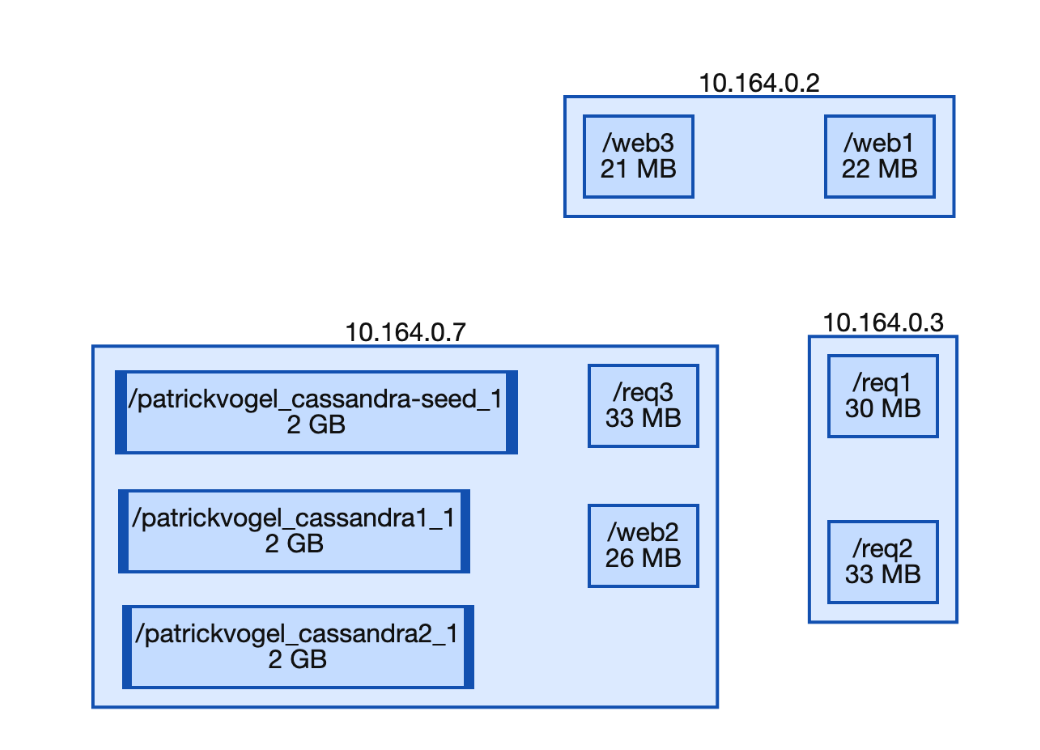 10.164.0.2
/web3
21 MB
/web1
22 MB
10.164.0.7
/patrickvogel_cassandra-seed_1
2 GB
/req3
33 MB
/patrickvogel_cassandra1_1
2 GB
/web2
26 MB
/patrickvogel_cassandra2_1
2 GB
10.164.0.3
/req1
30 MB
/req2
33 MB